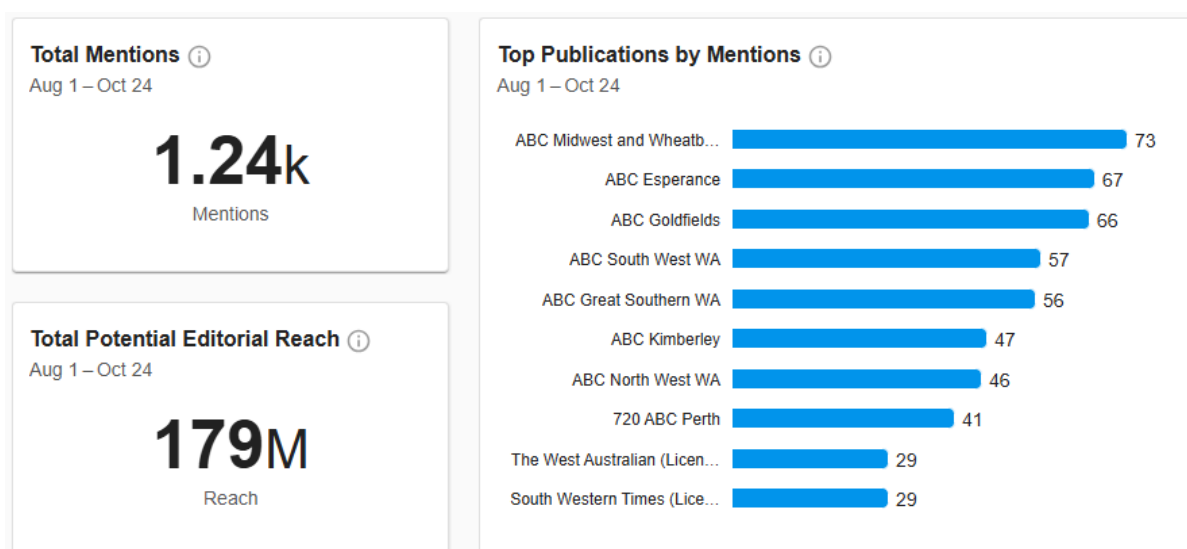 Total Mentions
Aug 1 – Oct 24
1.24k
Mentions
Total Potential Editorial Reach
Aug 1 – Oct 24
179M
Reach
Top Publications by Mentions
Aug 1 – Oct 24
ABC Midwest and Wheatb... 73
ABC Esperance 67
ABC Goldfields 66
ABC South West WA 57
ABC Great Southern WA 56
ABC Kimberley 47
ABC North West WA 46
720 ABC Perth 41
The West Australian (Licen... 29
South Western Times (Lice... 29